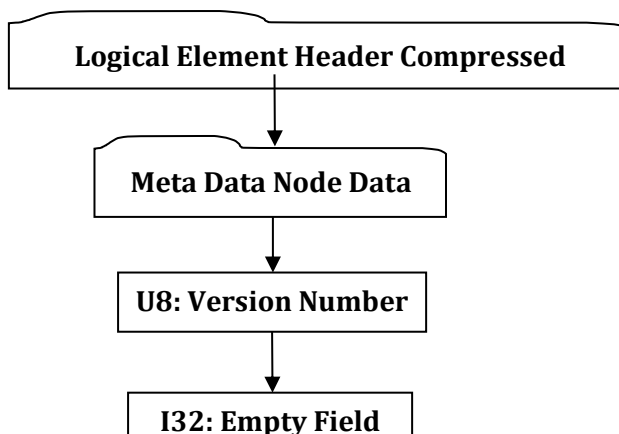 Logical Element Header Compressed
Meta Data Node Data
U8: Version Number
I32: Empty Field